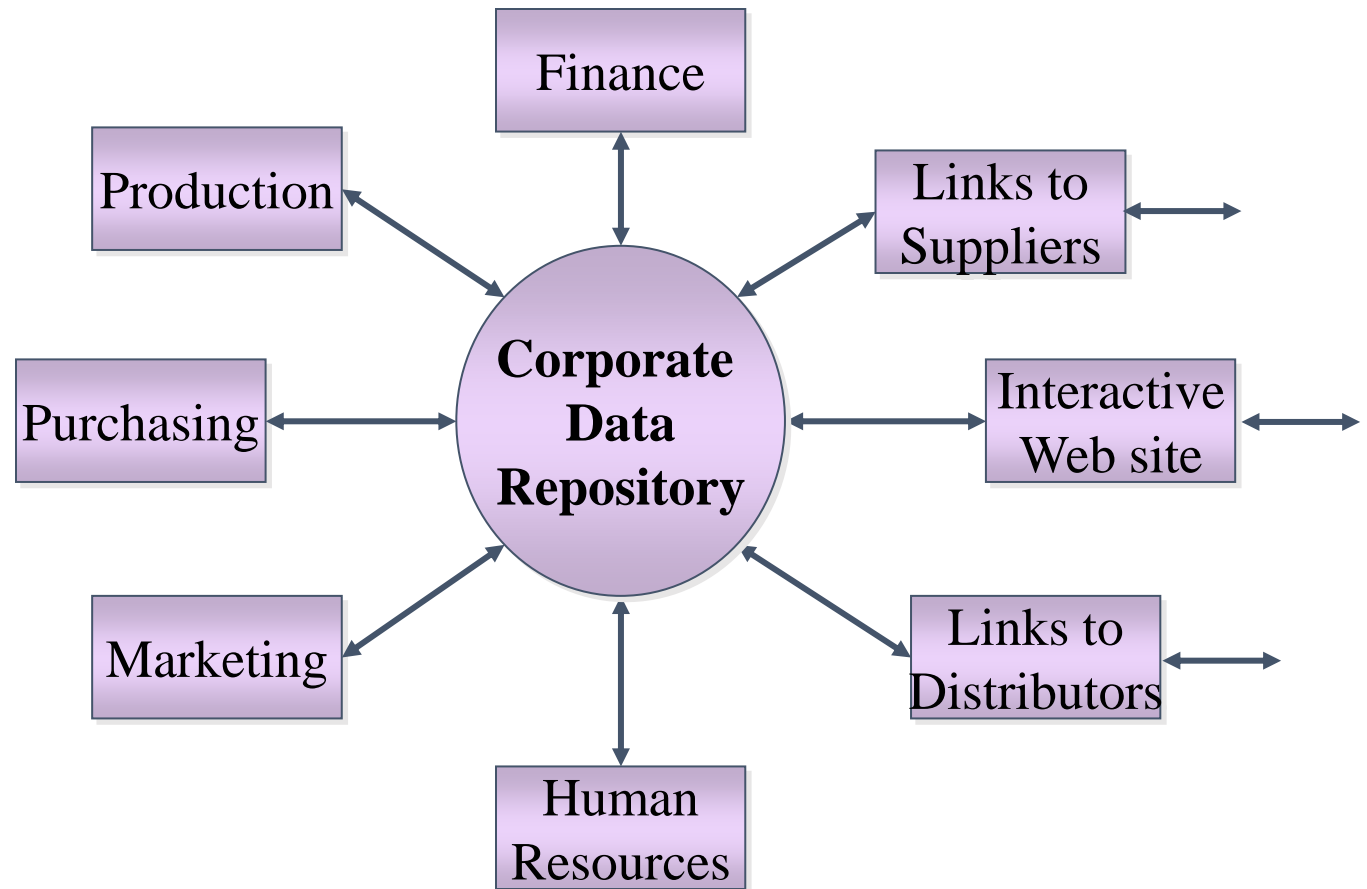 Finance
Production
Links to
Suppliers
Corporate
Data
Repository
Purchasing
Interactive
Web site
Marketing
Links to
Distributors
Human
Resources